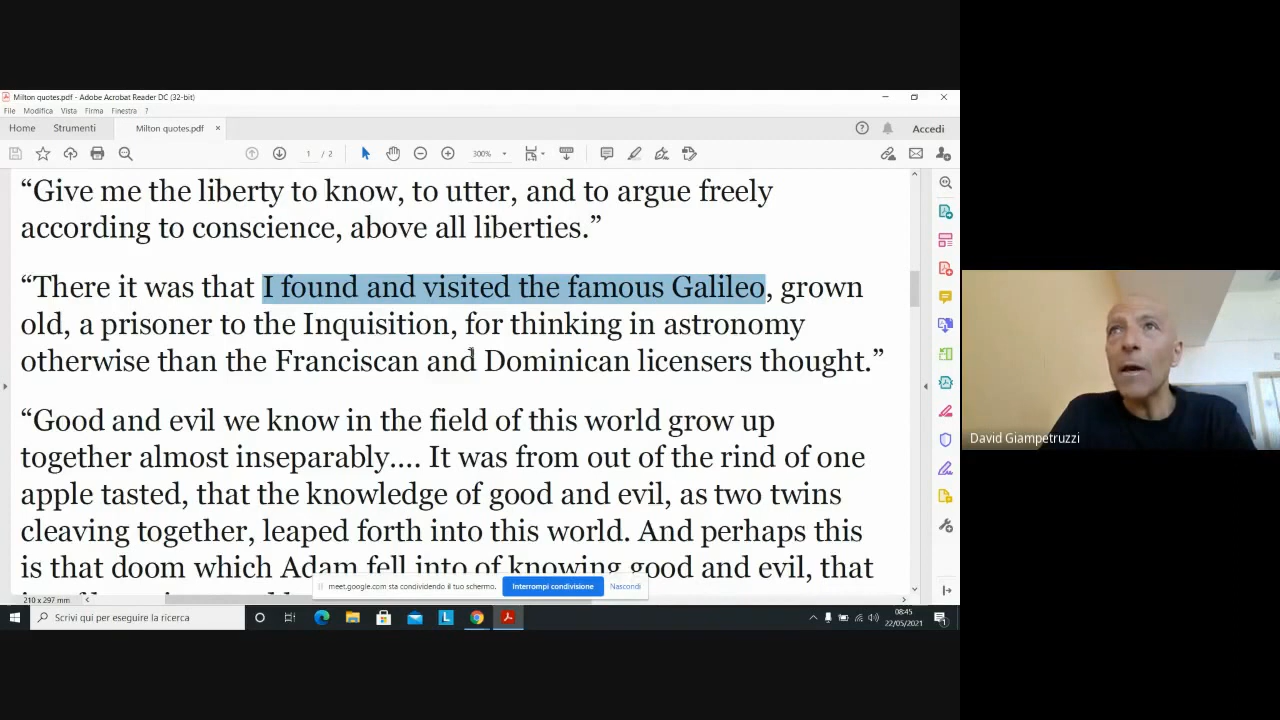 Milton quotes.pdf - Adobe Acrobat Reader DC (32-bit)
File Modifica Vista Firma Finestra ?
Home Strumenti Milton quotes.pdf × Accedi
1 / 2 300%
“Give me the liberty to know, to utter, and to argue freely
according to conscience, above all liberties.”
“There it was that I found and visited the famous Galileo, grown
old, a prisoner to the Inquisition, for thinking in astronomy
otherwise than the Franciscan and Dominican licensers thought.”
“Good and evil we know in the field of this world grow up
together almost inseparably.... It was from out of the rind of one
apple tasted, that the knowledge of good and evil, as two twins
cleaving together, leaped forth into this world. And perhaps this
is that doom which Adam fell into of knowing good and evil, that
meet.google.com sta condividendo il tuo schermo. Interrompi condivisione Nascondi
210 x 297 mm
Scrivi qui per eseguire la ricerca
L
08:45
22/05/2021
David Giampetruzzi